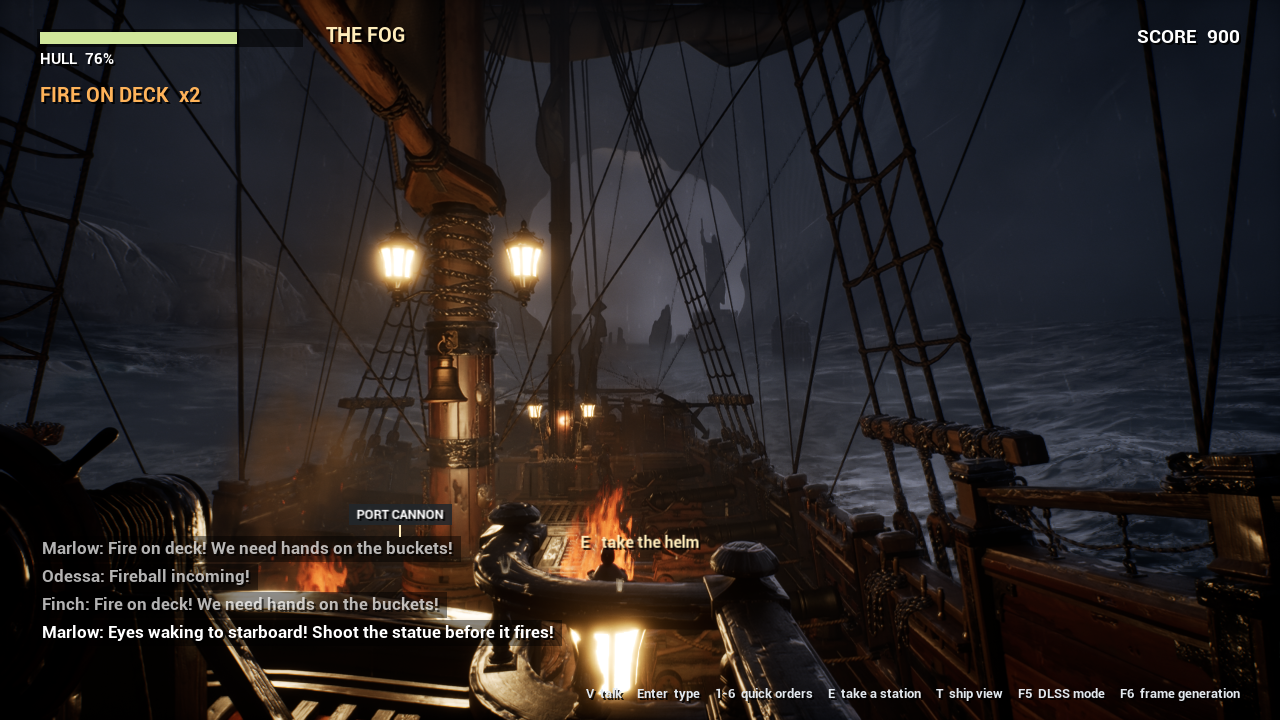 THE FOG
SCORE 900
HULL 76%
FIRE ON DECK x2
PORT CANNON
E take the helm
Marlow: Fire on deck! We need hands on the buckets!
Odessa: Fireball incoming!
Finch: Fire on deck! We need hands on the buckets!
Marlow: Eyes waking to starboard! Shoot the statue before it fires!
V talk Enter type 1-6 quick orders E take a station T ship view F5 DLSS mode F6 frame generation